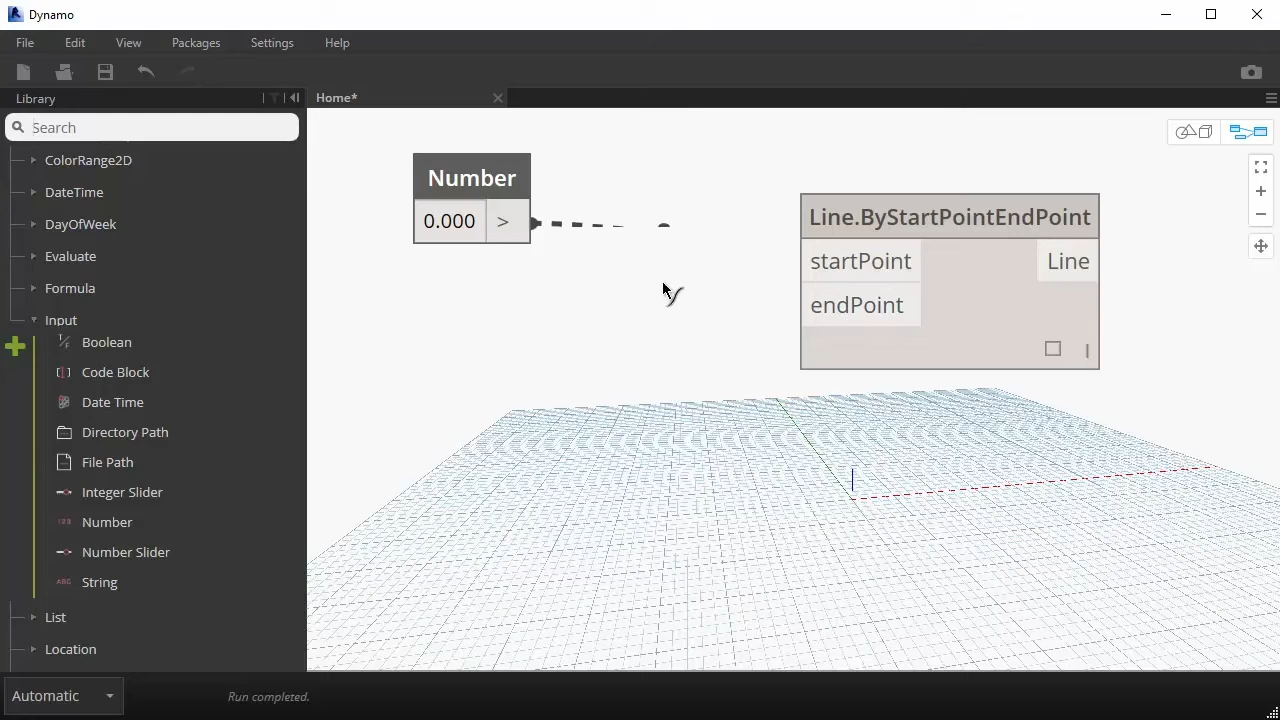 Dynamo
File Edit View Packages Settings Help
Library
Home*
Search
ColorRange2D
DateTime
DayOfWeek
Evaluate
Formula
Input
Boolean
Code Block
Date Time
Directory Path
File Path
Integer Slider
123 Number
Number Slider
ABC String
List
Location
Number
0.000 >
Line.ByStartPointEndPoint
startPoint Line
endPoint
Automatic
Run completed.